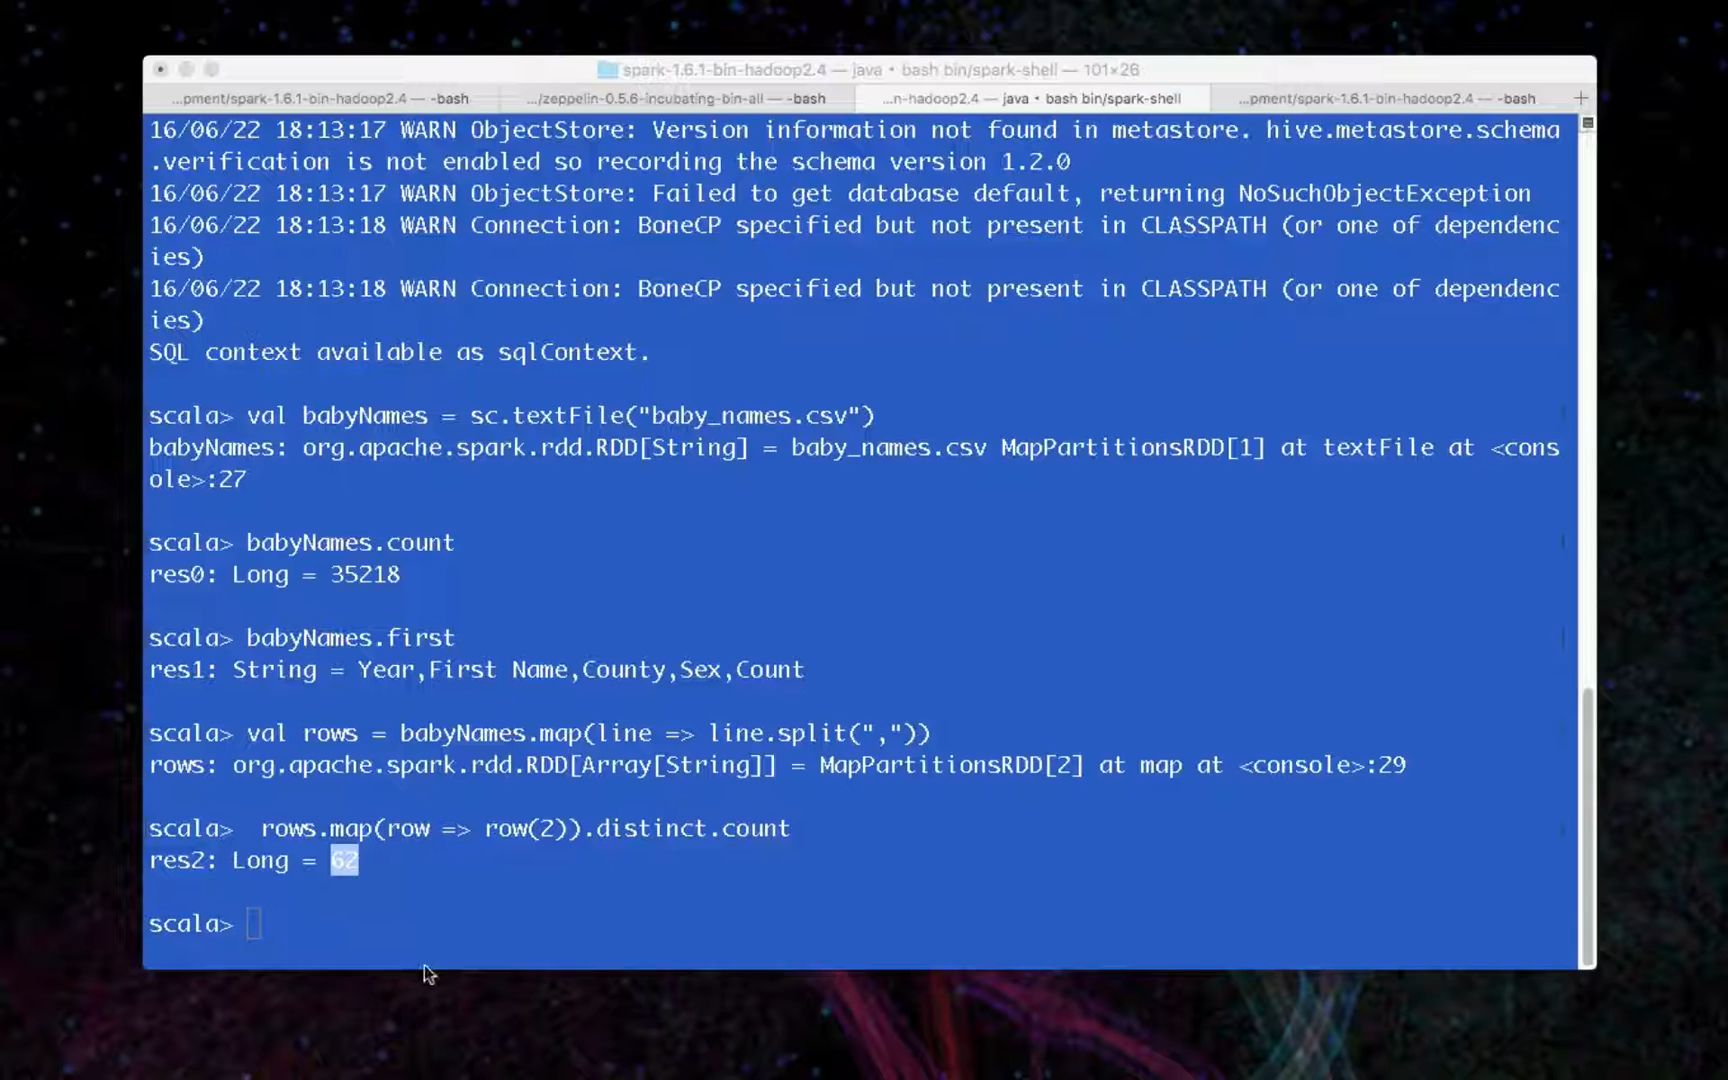 spark-1.6.1-bin-hadoop2.4 — java • bash bin/spark-shell — 101×26
...pment/spark-1.6.1-bin-hadoop2.4 — -bash
.../zeppelin-0.5.6-incubating-bin-all — -bash
...n-hadoop2.4 — java • bash bin/spark-shell
...pment/spark-1.6.1-bin-hadoop2.4 — -bash
16/06/22 18:13:17 WARN ObjectStore: Version information not found in metastore. hive.metastore.schema
.verification is not enabled so recording the schema version 1.2.0
16/06/22 18:13:17 WARN ObjectStore: Failed to get database default, returning NoSuchObjectException
16/06/22 18:13:18 WARN Connection: BoneCP specified but not present in CLASSPATH (or one of dependenc
ies)
16/06/22 18:13:18 WARN Connection: BoneCP specified but not present in CLASSPATH (or one of dependenc
ies)
SQL context available as sqlContext.
scala> val babyNames = sc.textFile("baby_names.csv")
babyNames: org.apache.spark.rdd.RDD[String] = baby_names.csv MapPartitionsRDD[1] at textFile at <cons
ole>:27
scala> babyNames.count
res0: Long = 35218
scala> babyNames.first
res1: String = Year,First Name,County,Sex,Count
scala> val rows = babyNames.map(line => line.split(","))
rows: org.apache.spark.rdd.RDD[Array[String]] = MapPartitionsRDD[2] at map at <console>:29
scala>  rows.map(row => row(2)).distinct.count
res2: Long = 62
scala>